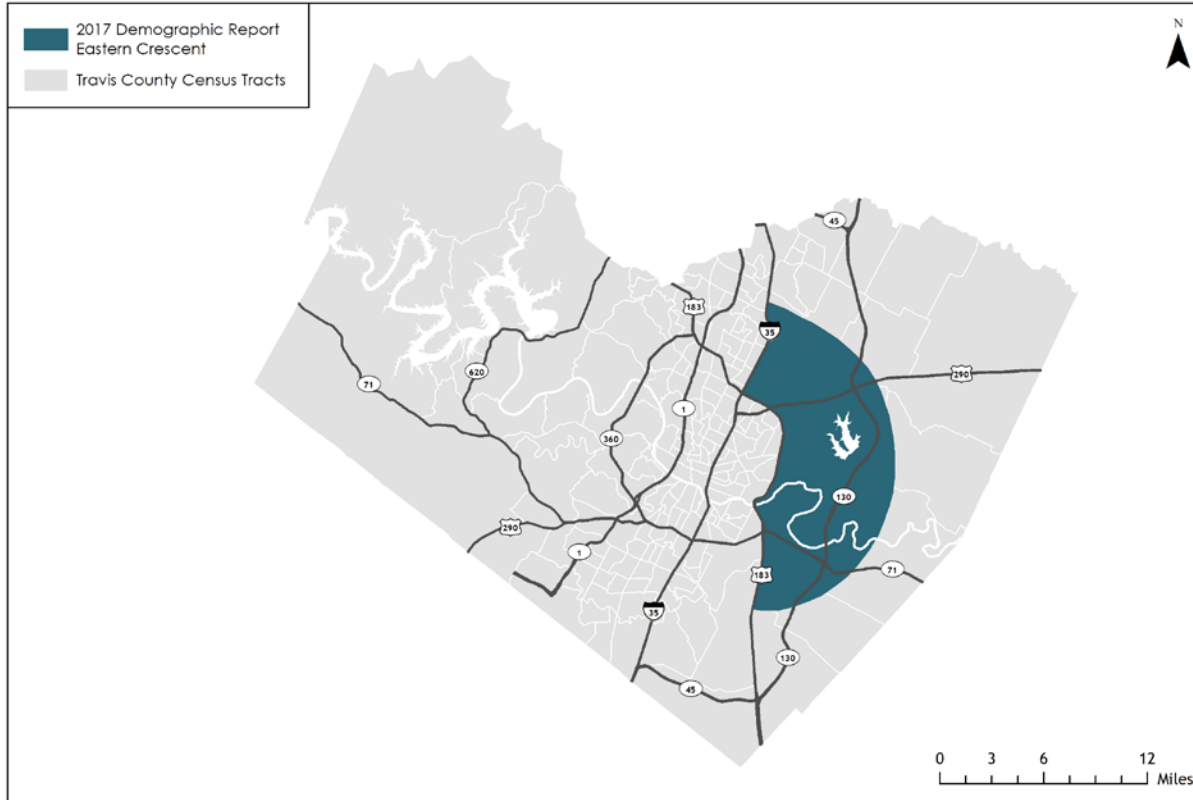 2017 Demographic Report
Eastern Crescent
Travis County Census Tracts
N
45
183
35
290
71
620
1
360
130
290
1
183
71
35
130
45
0 3 6 12
Miles